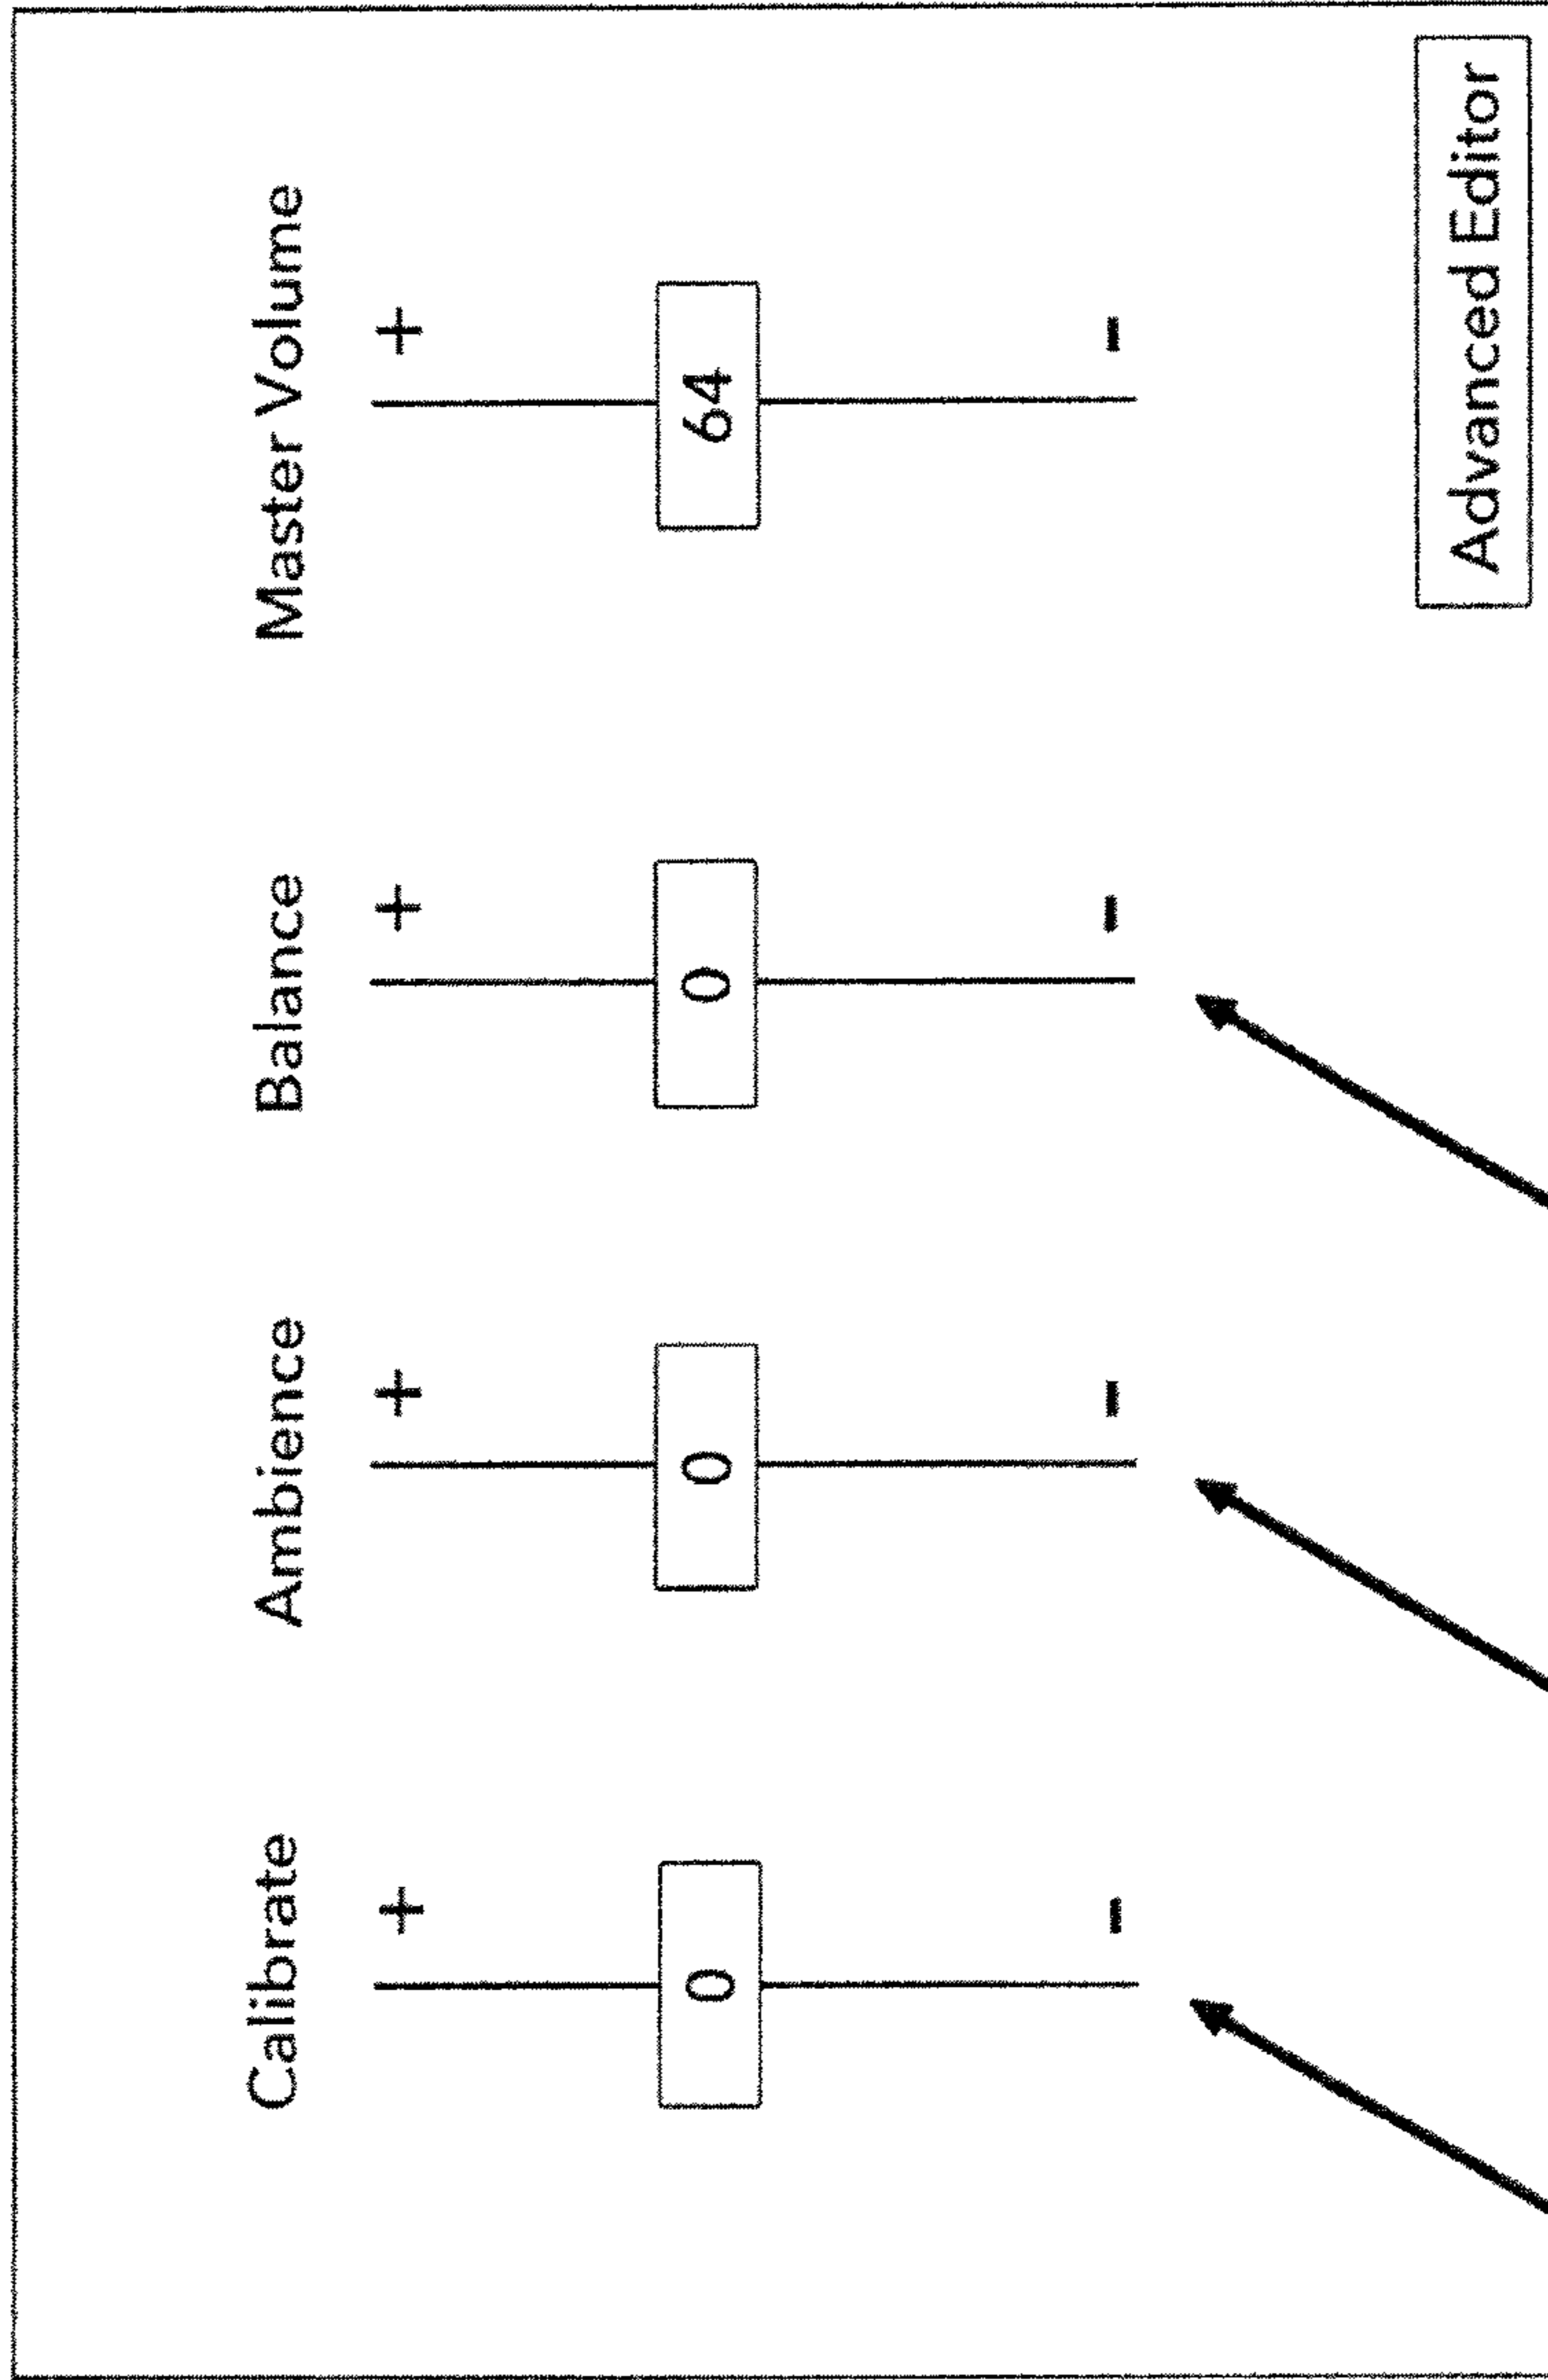 Calibrate Ambience Balance Master Volume
+ + + +
0 0 0 64
- - - -
Advanced Editor